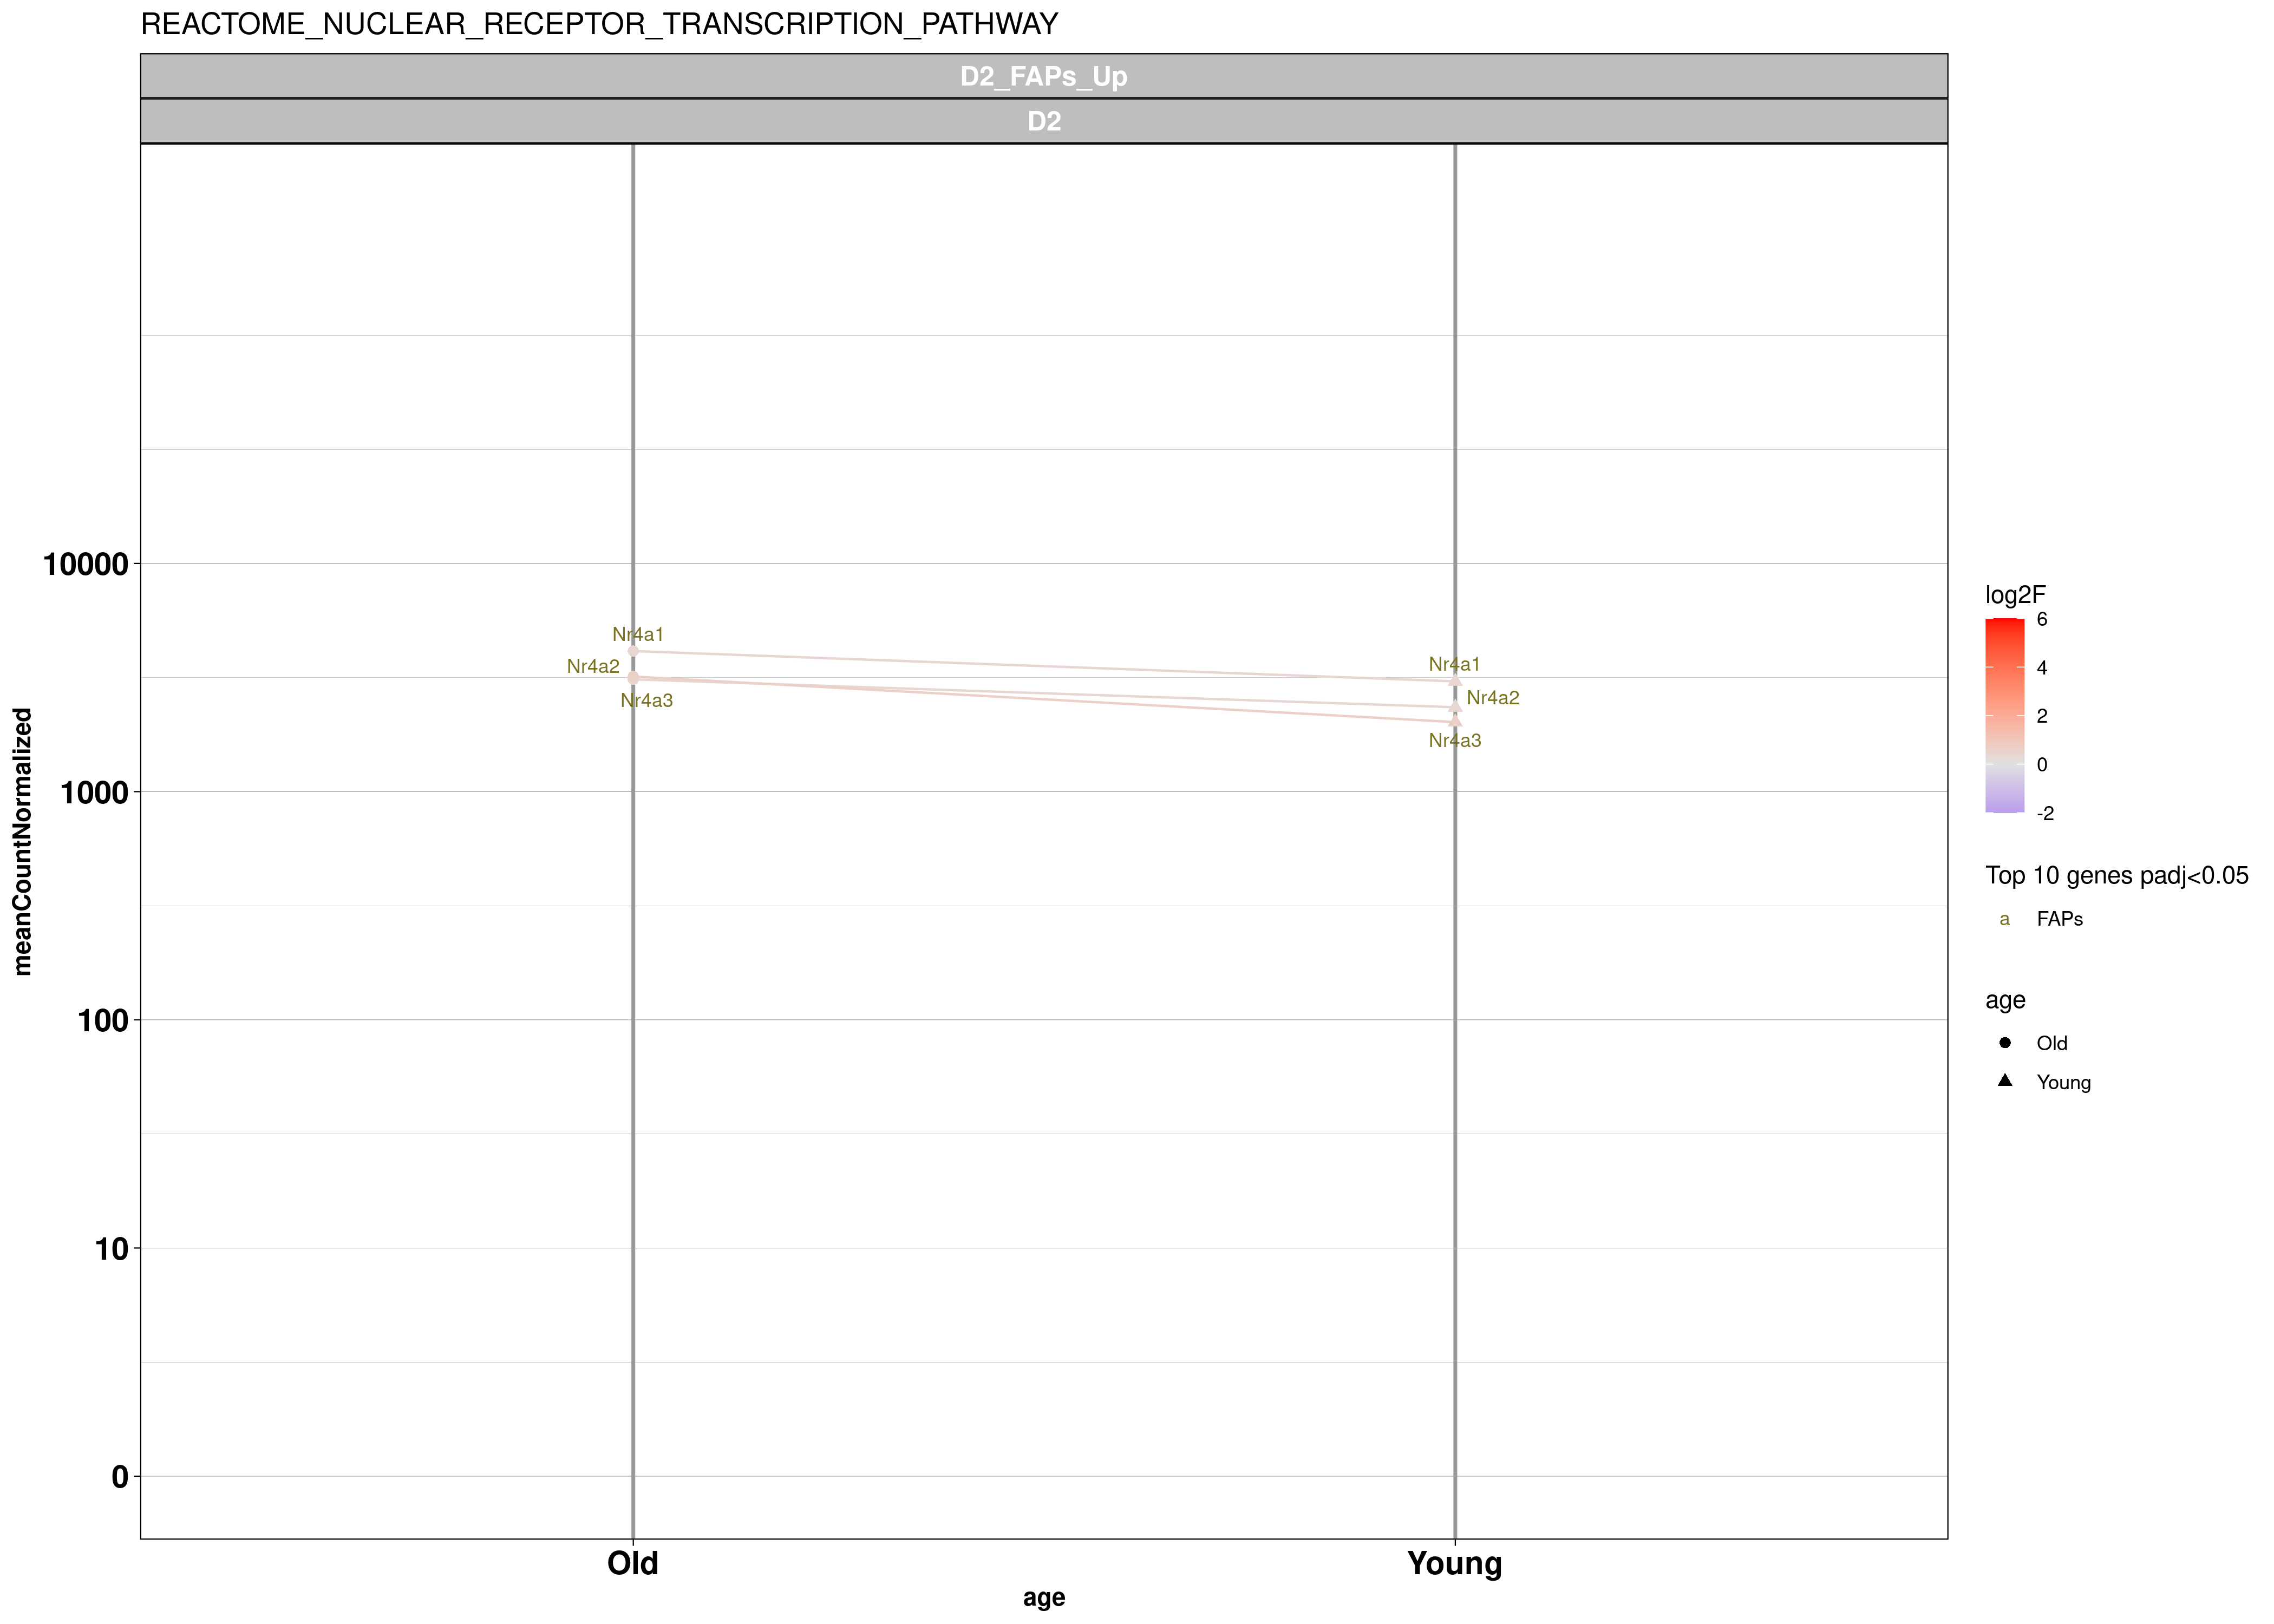 REACTOME_NUCLEAR_RECEPTOR_TRANSCRIPTION_PATHWAY
D2_FAPs_Up
D2
meanCountNormalized
10000
1000
100
10
0
Nr4a1
Nr4a2
Nr4a3
Nr4a1
Nr4a2
Nr4a3
Old
Young
age
log2F
6
4
2
0
-2
Top 10 genes padj<0.05
a FAPs
age
Old
Young